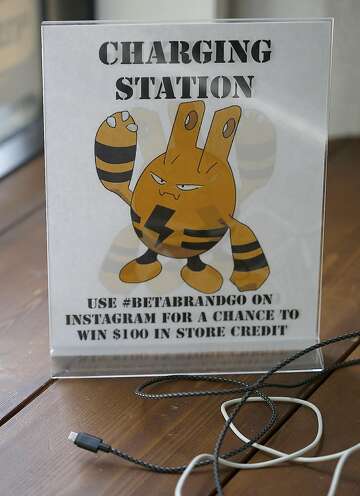 CHARGING
STATION
USE #BETABRANDGO ON
INSTAGRAM FOR A CHANCE TO
WIN $100 IN STORE CREDIT